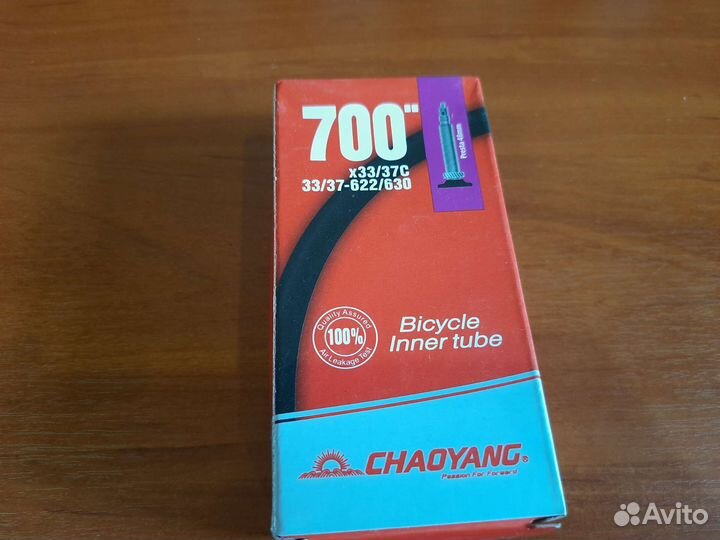 700"
x33/37C
33/37-622/630
Presta 48mm
Quality Assured
100%
Air Leakage Test
Bicycle
Inner tube
CHAOYANG®
Passion For Forward
Avito